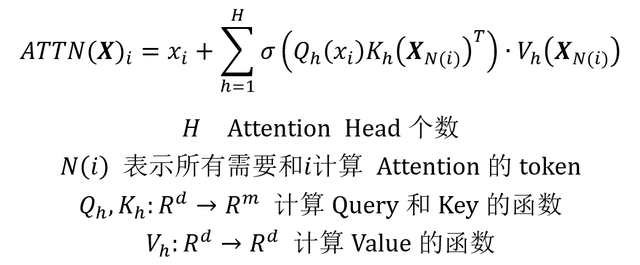 ATTN(X)_i = x_i + \sum_{h=1}^{H} σ(Q_h(x_i)K_h(X_{N(i)})^T) · V_h(X_{N(i)})
H Attention Head 个数
N(i) 表示所有需要和i计算 Attention 的 token
Q_h, K_h: R^d → R^m 计算 Query 和 Key 的函数
V_h: R^d → R^d 计算 Value 的函数